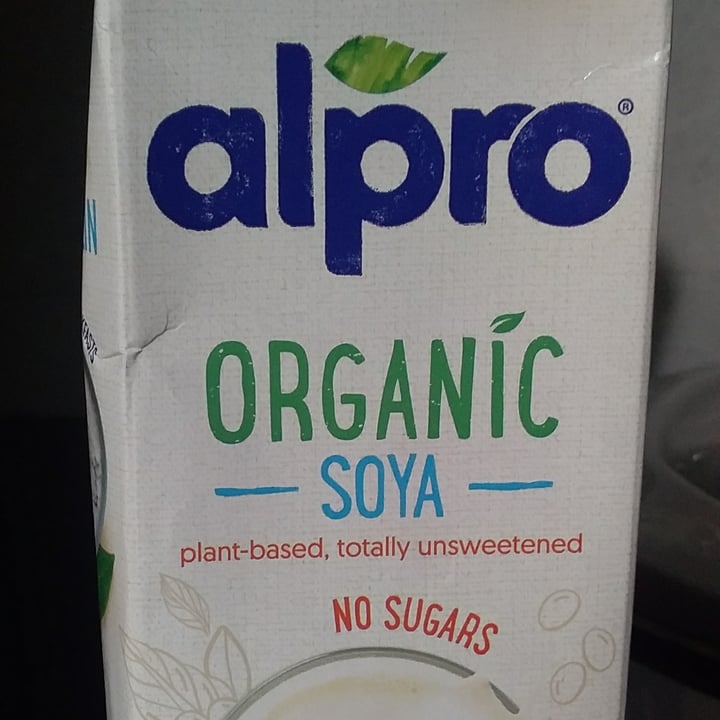 alpro®
ORGANIC
SOYA
plant-based, totally unsweetened
NO SUGARS